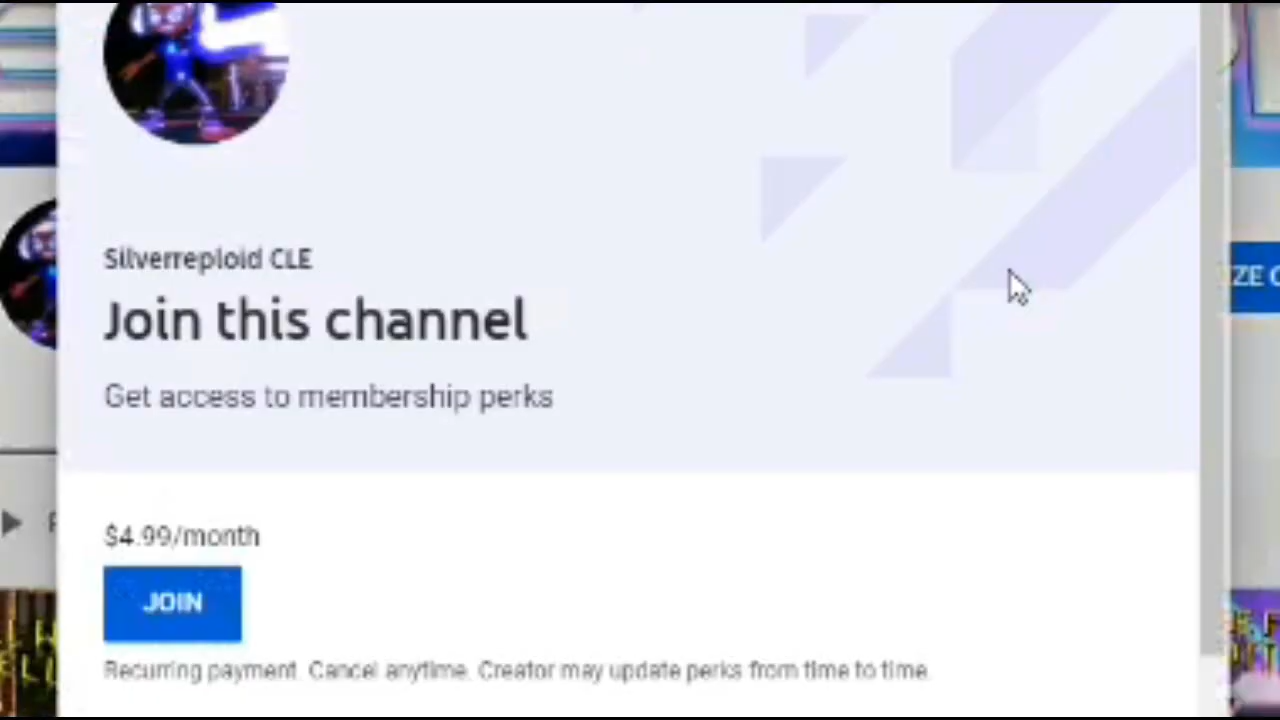 Silverreploid CLE
Join this channel
Get access to membership perks
$4.99/month
JOIN
Recurring payment. Cancel anytime. Creator may update perks from time to time.
ZE